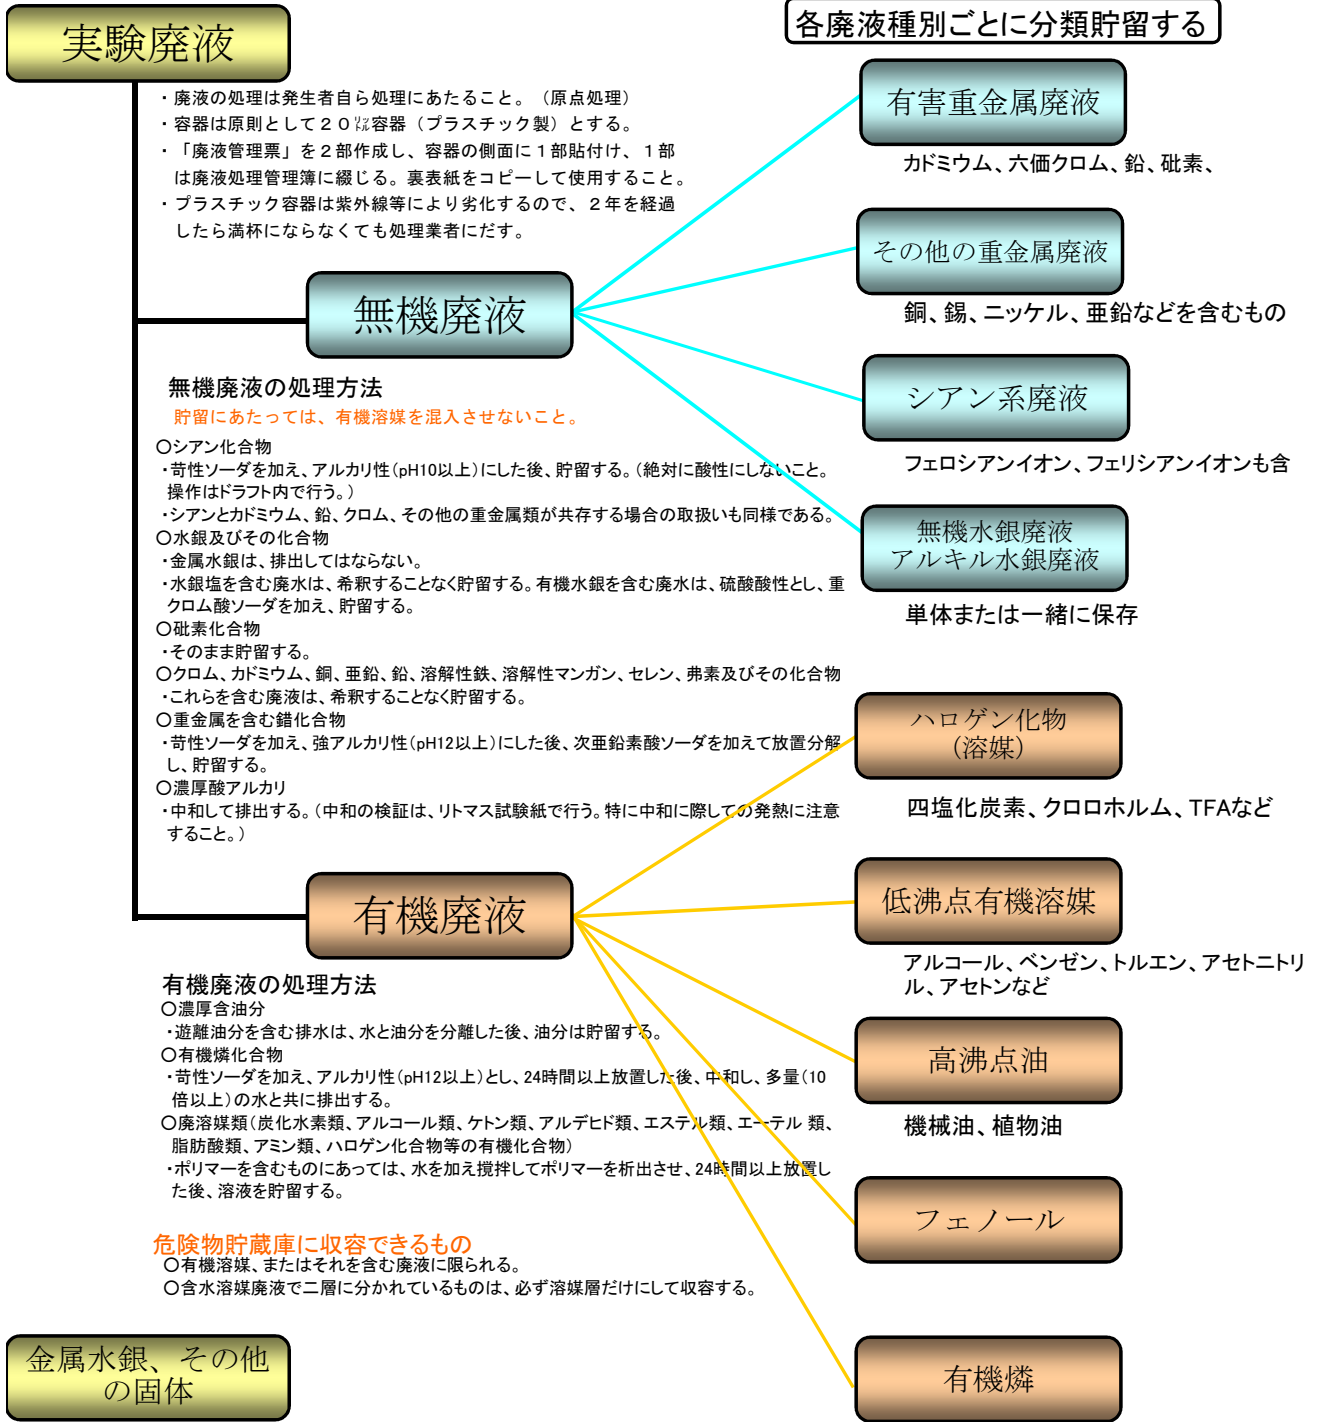 実験廃液
各廃液種別ごとに分類貯留する
・廃液の処理は発生者自ら処理にあたること。（原点処理）
・容器は原則として２０㍑容器（プラスチック製）とする。
・「廃液管理票」を２部作成し、容器の側面に１部貼付け、１部
は廃液処理管理簿に綴じる。裏表紙をコピーして使用すること。
・プラスチック容器は紫外線等により劣化するので、２年を経過
したら満杯にならなくても処理業者にだす。
有害重金属廃液
カドミウム、六価クロム、鉛、砒素、
その他の重金属廃液
銅、錫、ニッケル、亜鉛などを含むもの
無機廃液
シアン系廃液
フェロシアンイオン、フェリシアンイオンも含
無機水銀廃液
アルキル水銀廃液
単体または一緒に保存
無機廃液の処理方法
貯留にあたっては、有機溶媒を混入させないこと。
○シアン化合物
・苛性ソーダを加え、アルカリ性（pH10以上）にした後、貯留する。（絶対に酸性にしないこと。
操作はドラフト内で行う。）
・シアンとカドミウム、鉛、クロム、その他の重金属類が共存する場合の取扱いも同様である。
○水銀及びその化合物
・金属水銀は、排出してはならない。
・水銀塩を含む廃水は、希釈することなく貯留する。有機水銀を含む廃水は、硫酸酸性とし、重
クロム酸ソーダを加え、貯留する。
○砒素化合物
・そのまま貯留する。
○クロム、カドミウム、銅、亜鉛、鉛、溶解性鉄、溶解性マンガン、セレン、弗素及びその化合物
・これらを含む廃液は、希釈することなく貯留する。
○重金属を含む錯化合物
・苛性ソーダを加え、強アルカリ性（pH12以上）にした後、次亜鉛素酸ソーダを加えて放置分解
し、貯留する。
○濃厚酸アルカリ
・中和して排出する。（中和の検証は、リトマス試験紙で行う。特に中和に際しての発熱に注意
すること。）
ハロゲン化物
(溶媒）
四塩化炭素、クロロホルム、TFAなど
有機廃液
低沸点有機溶媒
アルコール、ベンゼン、トルエン、アセトニトリ
ル、アセトンなど
高沸点油
機械油、植物油
フェノール
有機燐
有機廃液の処理方法
○濃厚含油分
・遊離油分を含む排水は、水と油分を分離した後、油分は貯留する。
○有機燐化合物
・苛性ソーダを加え、アルカリ性（pH12以上）とし、24時間以上放置した後、中和し、多量（10
倍以上）の水と共に排出する。
○廃溶媒類（炭化水素類、アルコール類、ケトン類、アルデヒド類、エステル類、エーテル 類、
脂肪酸類、アミン類、ハロゲン化合物等の有機化合物）
・ポリマーを含むものにあっては、水を加え撹拌してポリマーを析出させ、24時間以上放置し
た後、溶液を貯留する。
危険物貯蔵庫に収容できるもの
○有機溶媒、またはそれを含む廃液に限られる。
○含水溶媒廃液で二層に分かれているものは、必ず溶媒層だけにして収容する。
金属水銀、その他
の固体